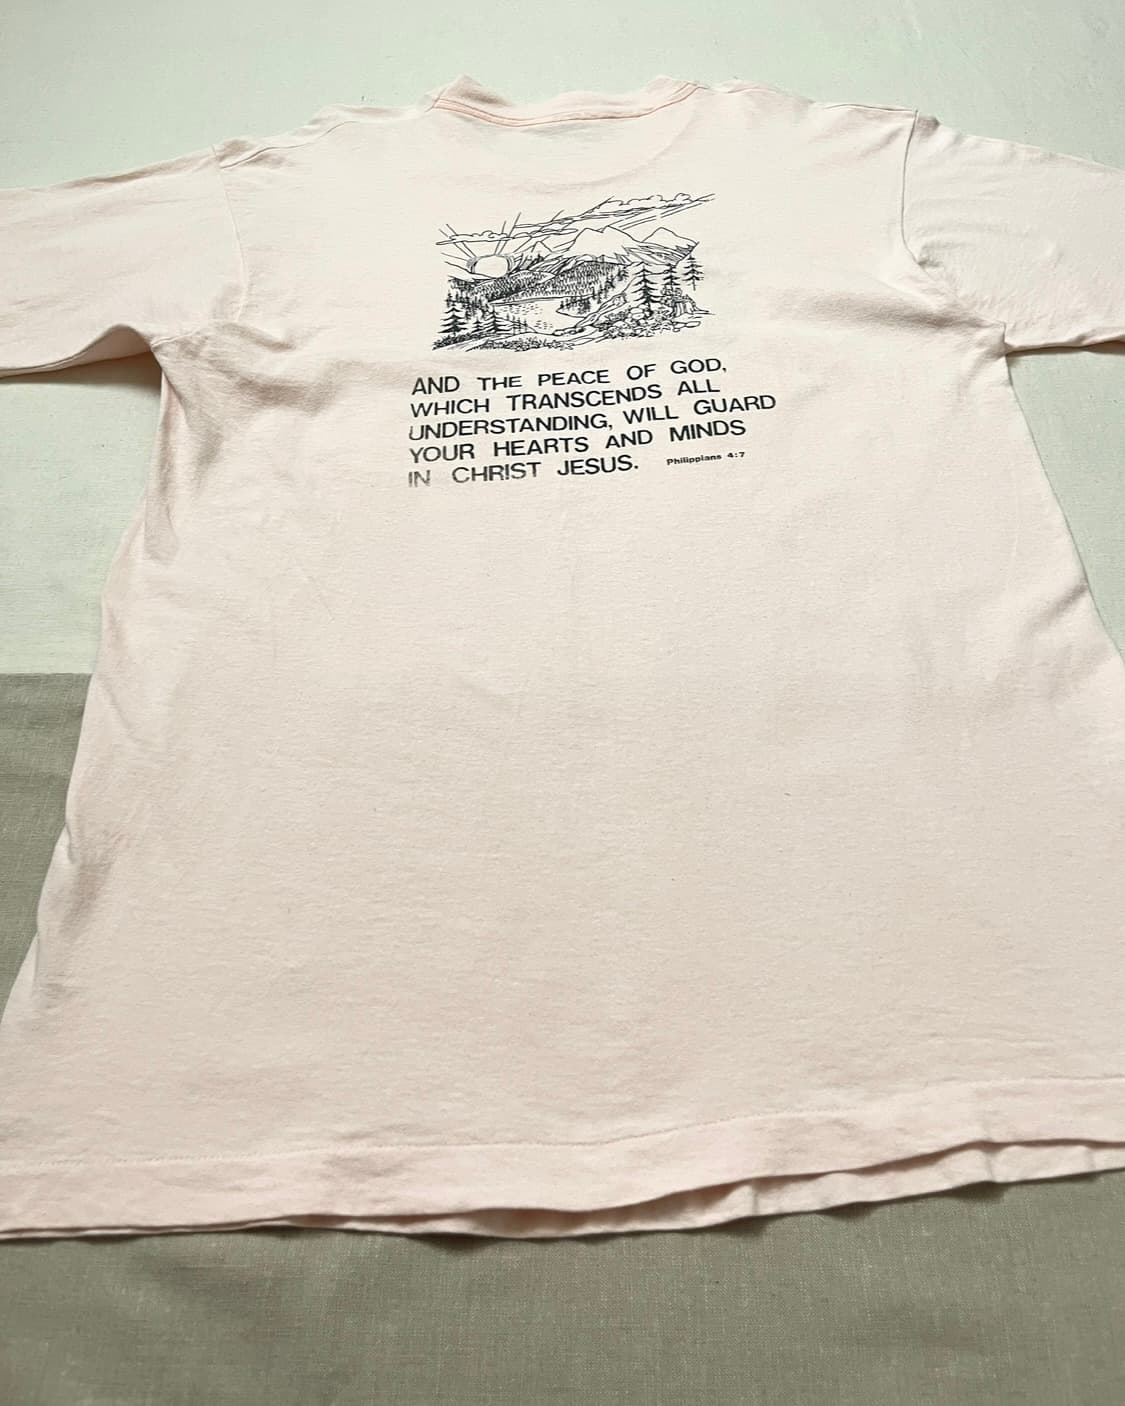 AND THE PEACE OF GOD,
WHICH TRANSCENDS ALL
UNDERSTANDING, WILL GUARD
YOUR HEARTS AND MINDS
IN CHRIST JESUS. Philippians 4:7